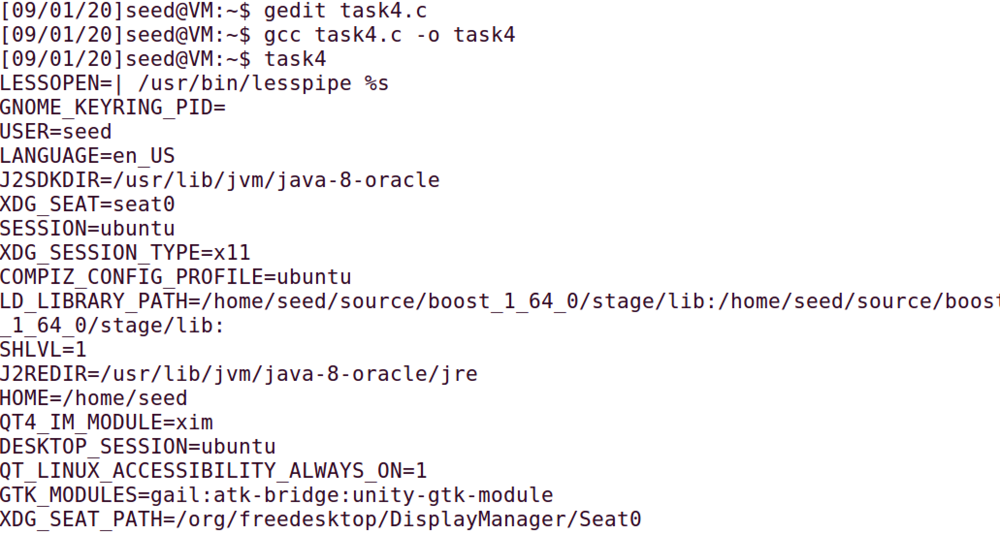 [09/01/20]seed@VM:~$ gedit task4.c
[09/01/20]seed@VM:~$ gcc task4.c -o task4
[09/01/20]seed@VM:~$ task4
LESSOPEN=| /usr/bin/lesspipe %s
GNOME_KEYRING_PID=
USER=seed
LANGUAGE=en_US
J2SDKDIR=/usr/lib/jvm/java-8-oracle
XDG_SEAT=seat0
SESSION=ubuntu
XDG_SESSION_TYPE=x11
COMPIZ_CONFIG_PROFILE=ubuntu
LD_LIBRARY_PATH=/home/seed/source/boost_1_64_0/stage/lib:/home/seed/source/boost
_1_64_0/stage/lib:
SHLVL=1
J2REDIR=/usr/lib/jvm/java-8-oracle/jre
HOME=/home/seed
QT4_IM_MODULE=xim
DESKTOP_SESSION=ubuntu
QT_LINUX_ACCESSIBILITY_ALWAYS_ON=1
GTK_MODULES=gail:atk-bridge:unity-gtk-module
XDG_SEAT_PATH=/org/freedesktop/DisplayManager/Seat0